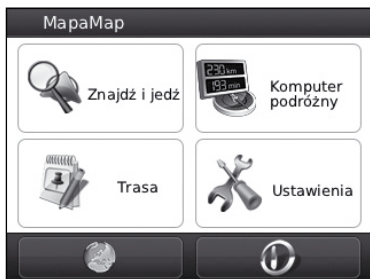 MapaMap
Znajdź i jedź
230 km
193 min
Komputer
podróżny
Trasa
Ustawienia